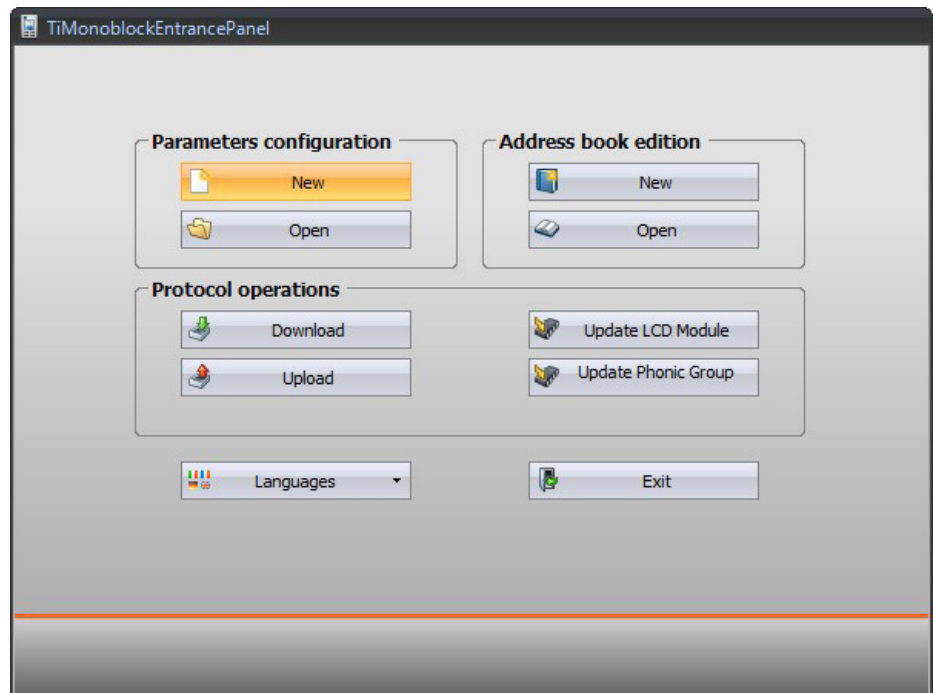 TiMonoblockEntrancePanel
Parameters configuration
New
Open
Address book edition
New
Open
Protocol operations
Download
Upload
Update LCD Module
Update Phonic Group
Languages
Exit